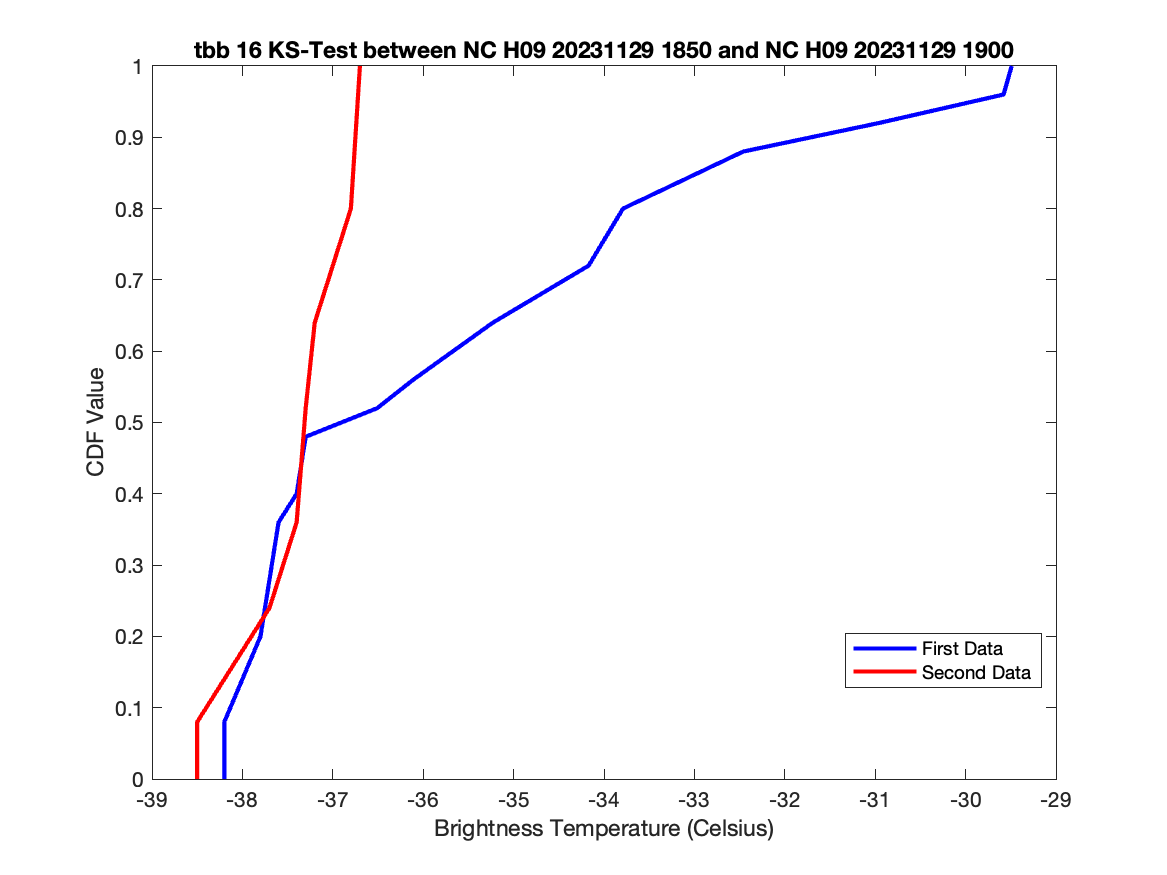 tbb 16 KS-Test between NC H09 20231129 1850 and NC H09 20231129 1900
1
0.9
0.8
0.7
0.6
0.5
0.4
0.3
0.2
0.1
0
CDF Value
First Data
Second Data
-39 -38 -37 -36 -35 -34 -33 -32 -31 -30 -29
Brightness Temperature (Celsius)